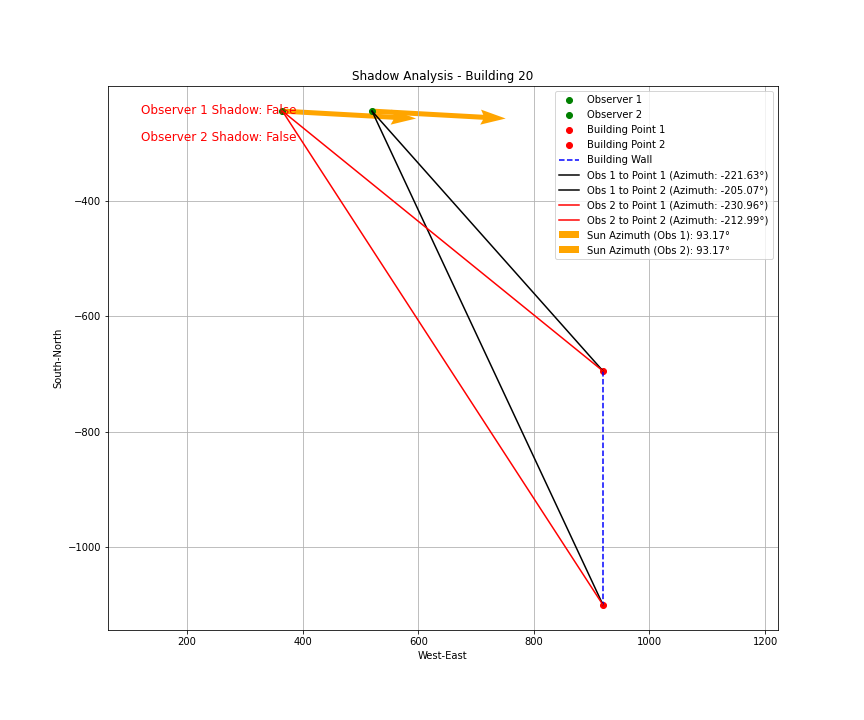 Shadow Analysis - Building 20
Observer 1 Shadow: False
Observer 2 Shadow: False
Observer 1
Observer 2
Building Point 1
Building Point 2
Building Wall
Obs 1 to Point 1 (Azimuth: -221.63°)
Obs 1 to Point 2 (Azimuth: -205.07°)
Obs 2 to Point 1 (Azimuth: -230.96°)
Obs 2 to Point 2 (Azimuth: -212.99°)
Sun Azimuth (Obs 1): 93.17°
Sun Azimuth (Obs 2): 93.17°
South-North
−400
−600
−800
−1000
200 400 600 800 1000 1200
West-East